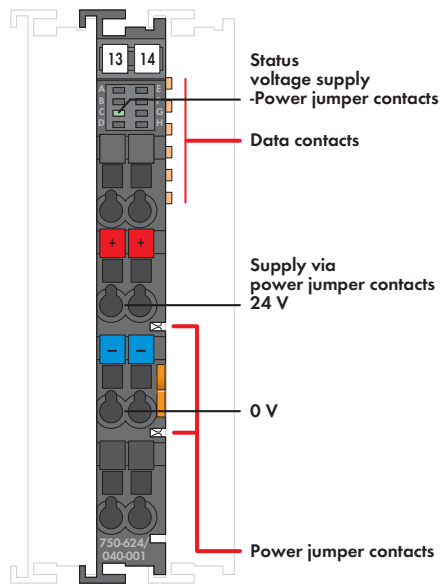 13 14
Status
voltage supply
-Power jumper contacts
A E
B F
C G
D H
Data contacts
+ +
Supply via
power jumper contacts
24 V
– –
0 V
750-624/
040-001
Power jumper contacts